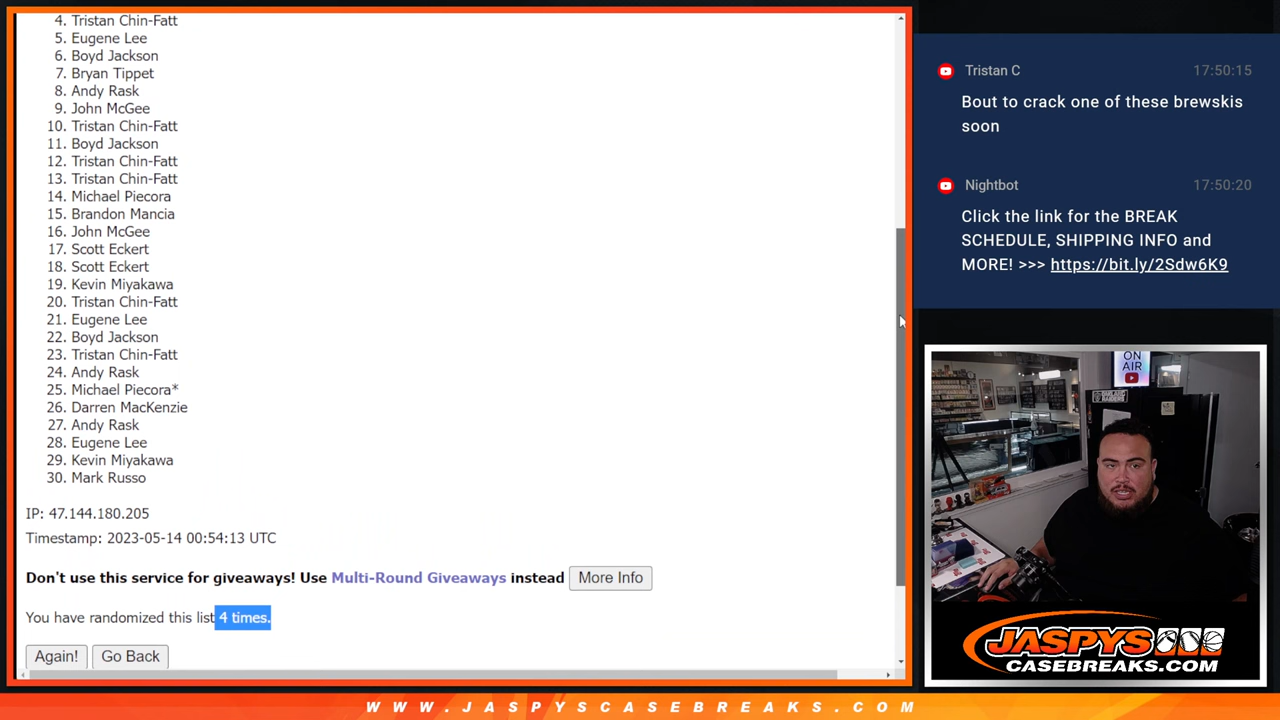 4. Tristan Chin-Fatt
5. Eugene Lee
6. Boyd Jackson
7. Bryan Tippet
8. Andy Rask
9. John McGee
10. Tristan Chin-Fatt
11. Boyd Jackson
12. Tristan Chin-Fatt
13. Tristan Chin-Fatt
14. Michael Piecora
15. Brandon Mancia
16. John McGee
17. Scott Eckert
18. Scott Eckert
19. Kevin Miyakawa
20. Tristan Chin-Fatt
21. Eugene Lee
22. Boyd Jackson
23. Tristan Chin-Fatt
24. Andy Rask
25. Michael Piecora*
26. Darren MacKenzie
27. Andy Rask
28. Eugene Lee
29. Kevin Miyakawa
30. Mark Russo
IP: 47.144.180.205
Timestamp: 2023-05-14 00:54:13 UTC
Don't use this service for giveaways! Use Multi-Round Giveaways instead More Info
You have randomized this list 4 times.
Again! Go Back
Tristan C 17:50:15
Bout to crack one of these brewskis
soon
Nightbot 17:50:20
Click the link for the BREAK
SCHEDULE, SHIPPING INFO and
MORE! >>> https://bit.ly/2Sdw6K9
ON
AIR
JASPYS
CASEBREAKS.COM
WWW.JASPYSCASEBREAKS.COM